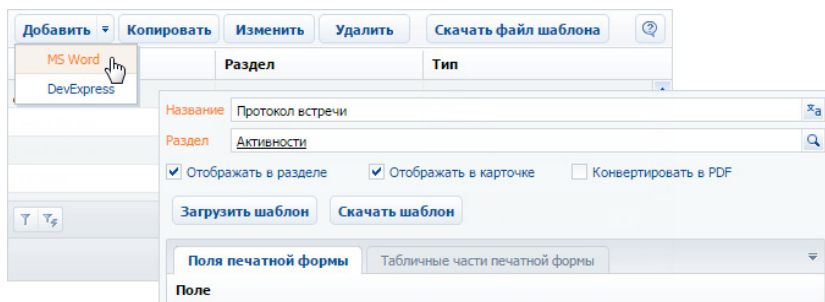 Добавить Копировать Изменить Удалить Скачать файл шаблона
MS Word Раздел Тип
DevExpress
Название Протокол встречи
Раздел Активности
Отображать в разделе Отображать в карточке Конвертировать в PDF
Загрузить шаблон Скачать шаблон
Поля печатной формы Табличные части печатной формы
Поле